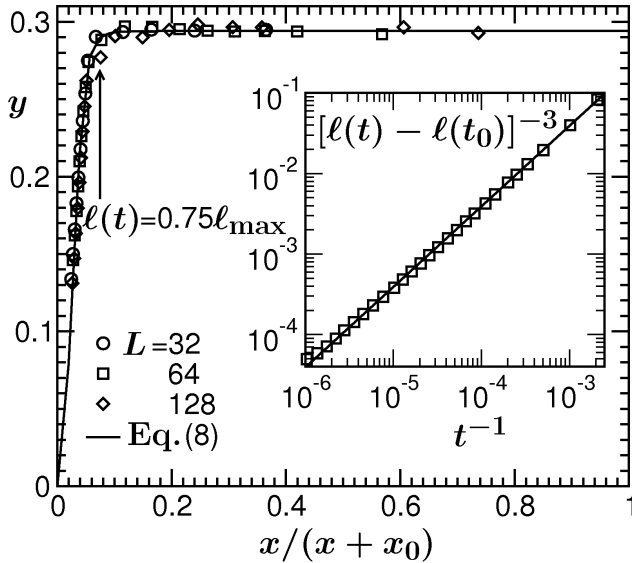 0.3
y
0.2
0.1
0
0
0.2
0.4
0.6
0.8
1
x/(x + x₀)
ℓ(t)=0.75ℓmax
L=32
64
128
Eq.(8)
[ℓ(t) − ℓ(t₀)]⁻³
10⁻¹
10⁻²
10⁻³
10⁻⁴
10⁻⁶
10⁻⁵
10⁻⁴
10⁻³
t⁻¹